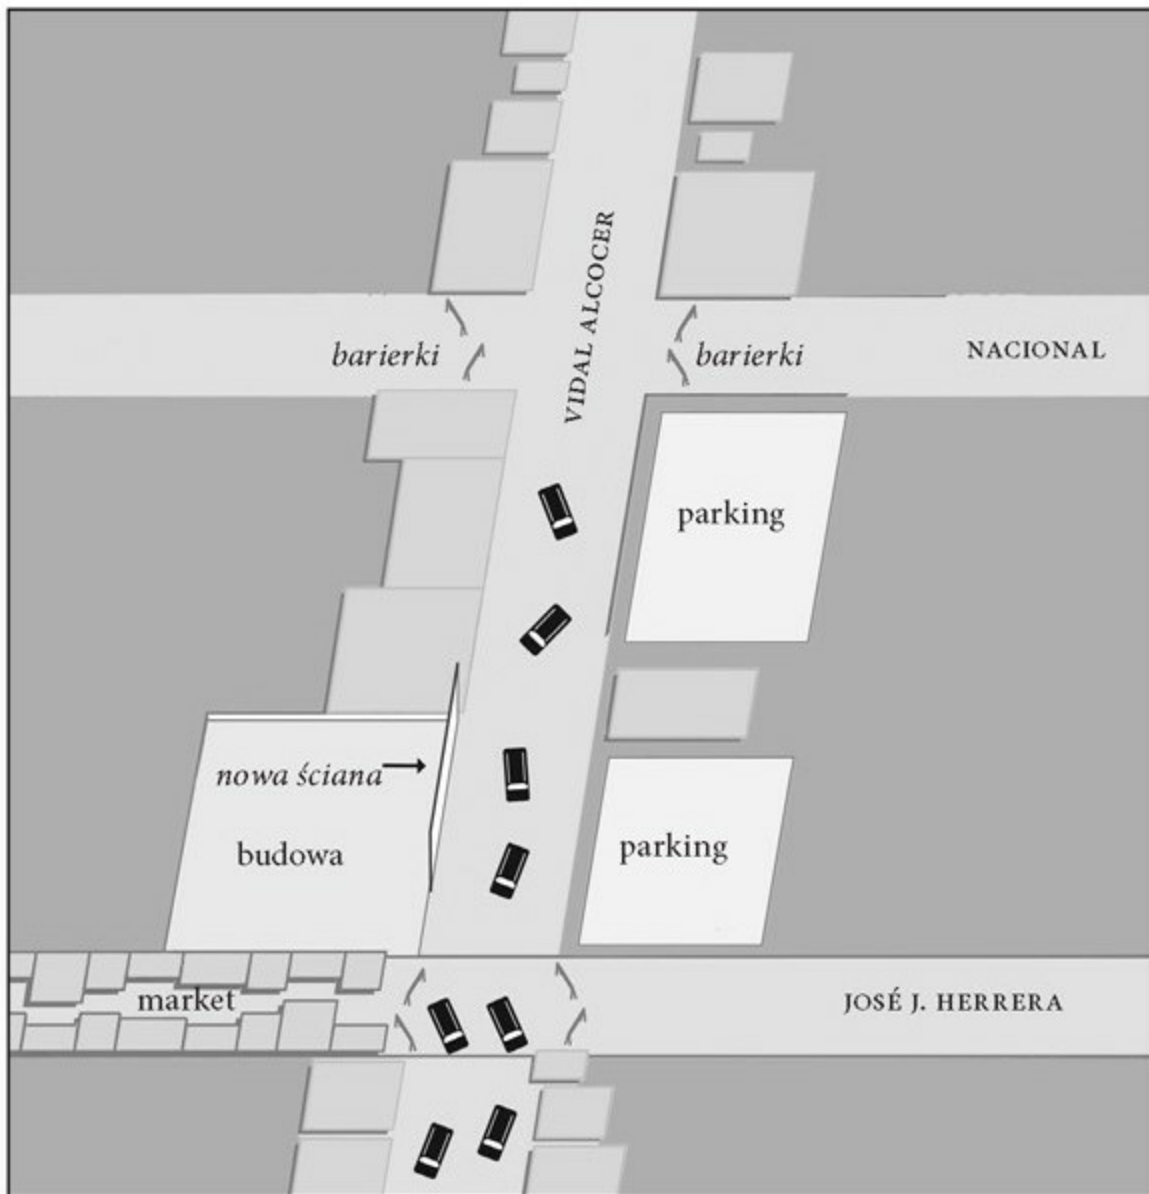 VIDAL ALCOCER
barierki
barierki
NACIONAL
parking
nowa ściana
budowa
parking
market
JOSÉ J. HERRERA